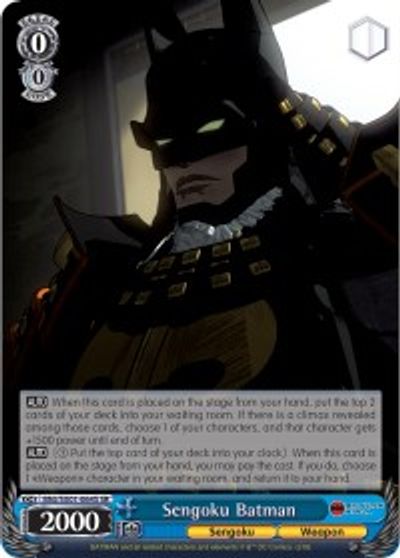 LEVEL
0
0
[AUTO] When this card is placed on the stage from your hand, put the top 2
cards of your deck into your waiting room. If there is a climax revealed
among those cards, choose 1 of your characters, and that character gets
+1500 power until end of turn.
[AUTO] [① Put the top card of your deck into your clock] When this card is
placed on the stage from your hand, you may pay the cost. If you do, choose
1 «Weapon» character in your waiting room, and return it to your hand.
Sengoku Batman
2000
Sengoku
Weapon